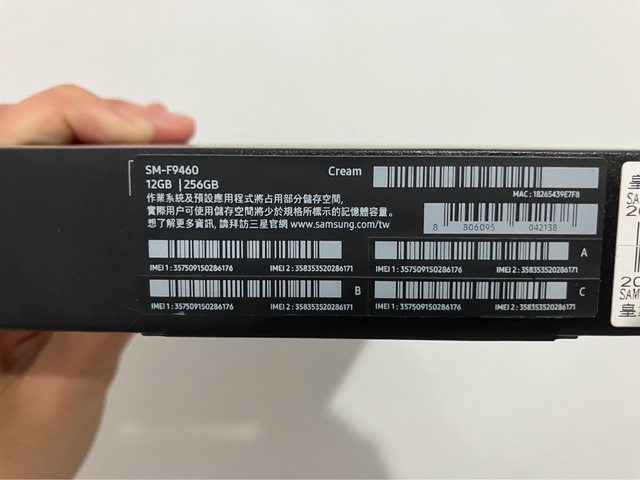 SM-F9460
Cream
12GB | 256GB
MAC : 18265439E7F8
作業系統及預設應用程式將占用部分儲存空間,
實際用戶可使用儲存空間將少於規格所標示的記憶體容量。
想了解更多資訊, 請拜訪三星官網 www.samsung.com/tw
8 806095 042138
IMEI 1 : 357509150286176 IMEI 2 : 358353520286171
IMEI 1 : 357509150286176 IMEI 2 : 358353520286171 A
IMEI 1 : 357509150286176 IMEI 2 : 358353520286171 B
IMEI 1 : 357509150286176 IMEI 2 : 358353520286171 C